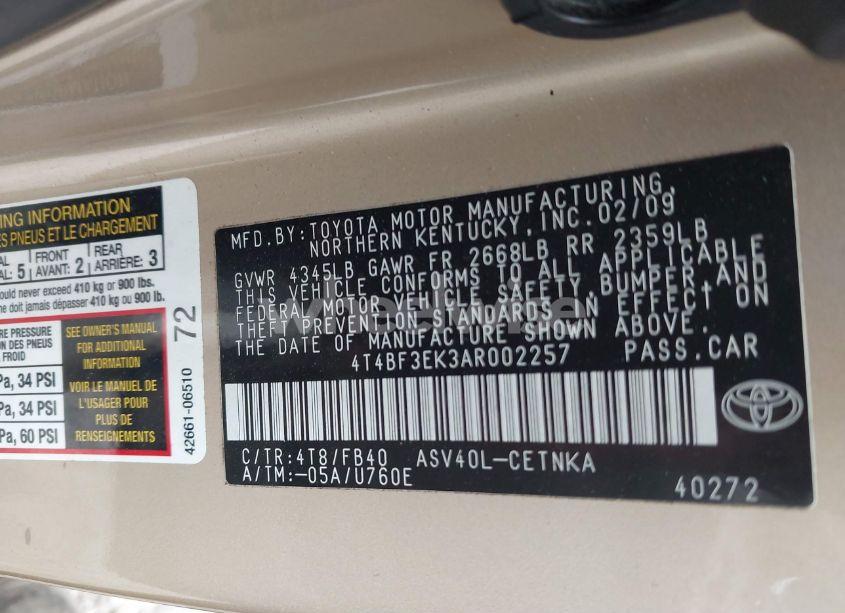 NG INFORMATION
ES PNEUS ET LE CHARGEMENT
AL: 5 FRONT AVANT: 2 REAR ARRIÈRE: 3
ould never exceed 410 kg or 900 lbs.
ne doit jamais dépasser 410 kg ou 900 lb.
RE PRESSURE
ON DES PNEUS
FROID
Pa, 34 PSI
Pa, 34 PSI
Pa, 60 PSI
SEE OWNER'S MANUAL
FOR ADDITIONAL
INFORMATION
VOIR LE MANUEL DE
L'USAGER POUR
PLUS DE
RENSEIGNEMENTS
72
42661-06510
MFD.BY:TOYOTA MOTOR MANUFACTURING,
NORTHERN KENTUCKY,INC.02/09
GVWR 4345LB GAWR FR 2668LB RR 2359LB
THIS VEHICLE CONFORMS TO ALL APPLICABLE
FEDERAL MOTOR VEHICLE SAFETY,BUMPER,AND
THEFT PREVENTION STANDARDS IN EFFECT ON
THE DATE OF MANUFACTURE SHOWN ABOVE.
4T4BF3EK3AR002257 PASS.CAR
C/TR:4T8/FB40 ASV40L-CETNKA
A/TM:-05A/U760E
40272